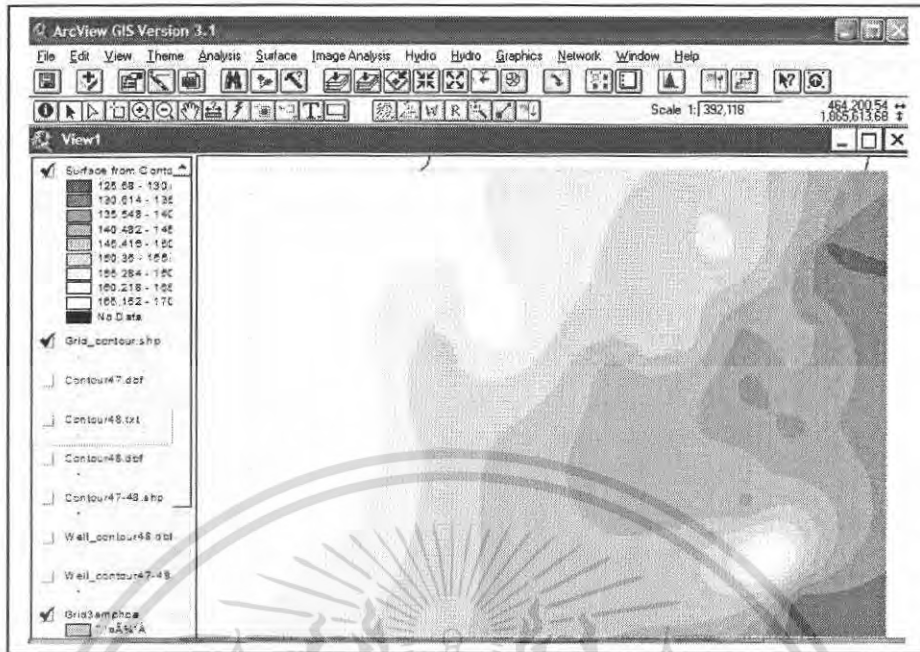 ArcView GIS Version 3.1
File Edit View Theme Analysis Surface Image Analysis Hydro Hydro Graphics Network Window Help
W R
T
Scale 1: 392,118
464,200.54
1,865,613.68
View1
Surface from Conto
125.68 - 130.
130.614 - 135
135.548 - 140
140.482 - 145
145.416 - 150
150.35 - 155.
155.284 - 160
160.218 - 165
165.152 - 170
No Data
Grid_contour.shp
Contour47.dbf
Contour48.txt
Contour48.dbf
Contour47-48.shp
Well_contour48.dbf
Well_contour47-48
Grid3amphoe